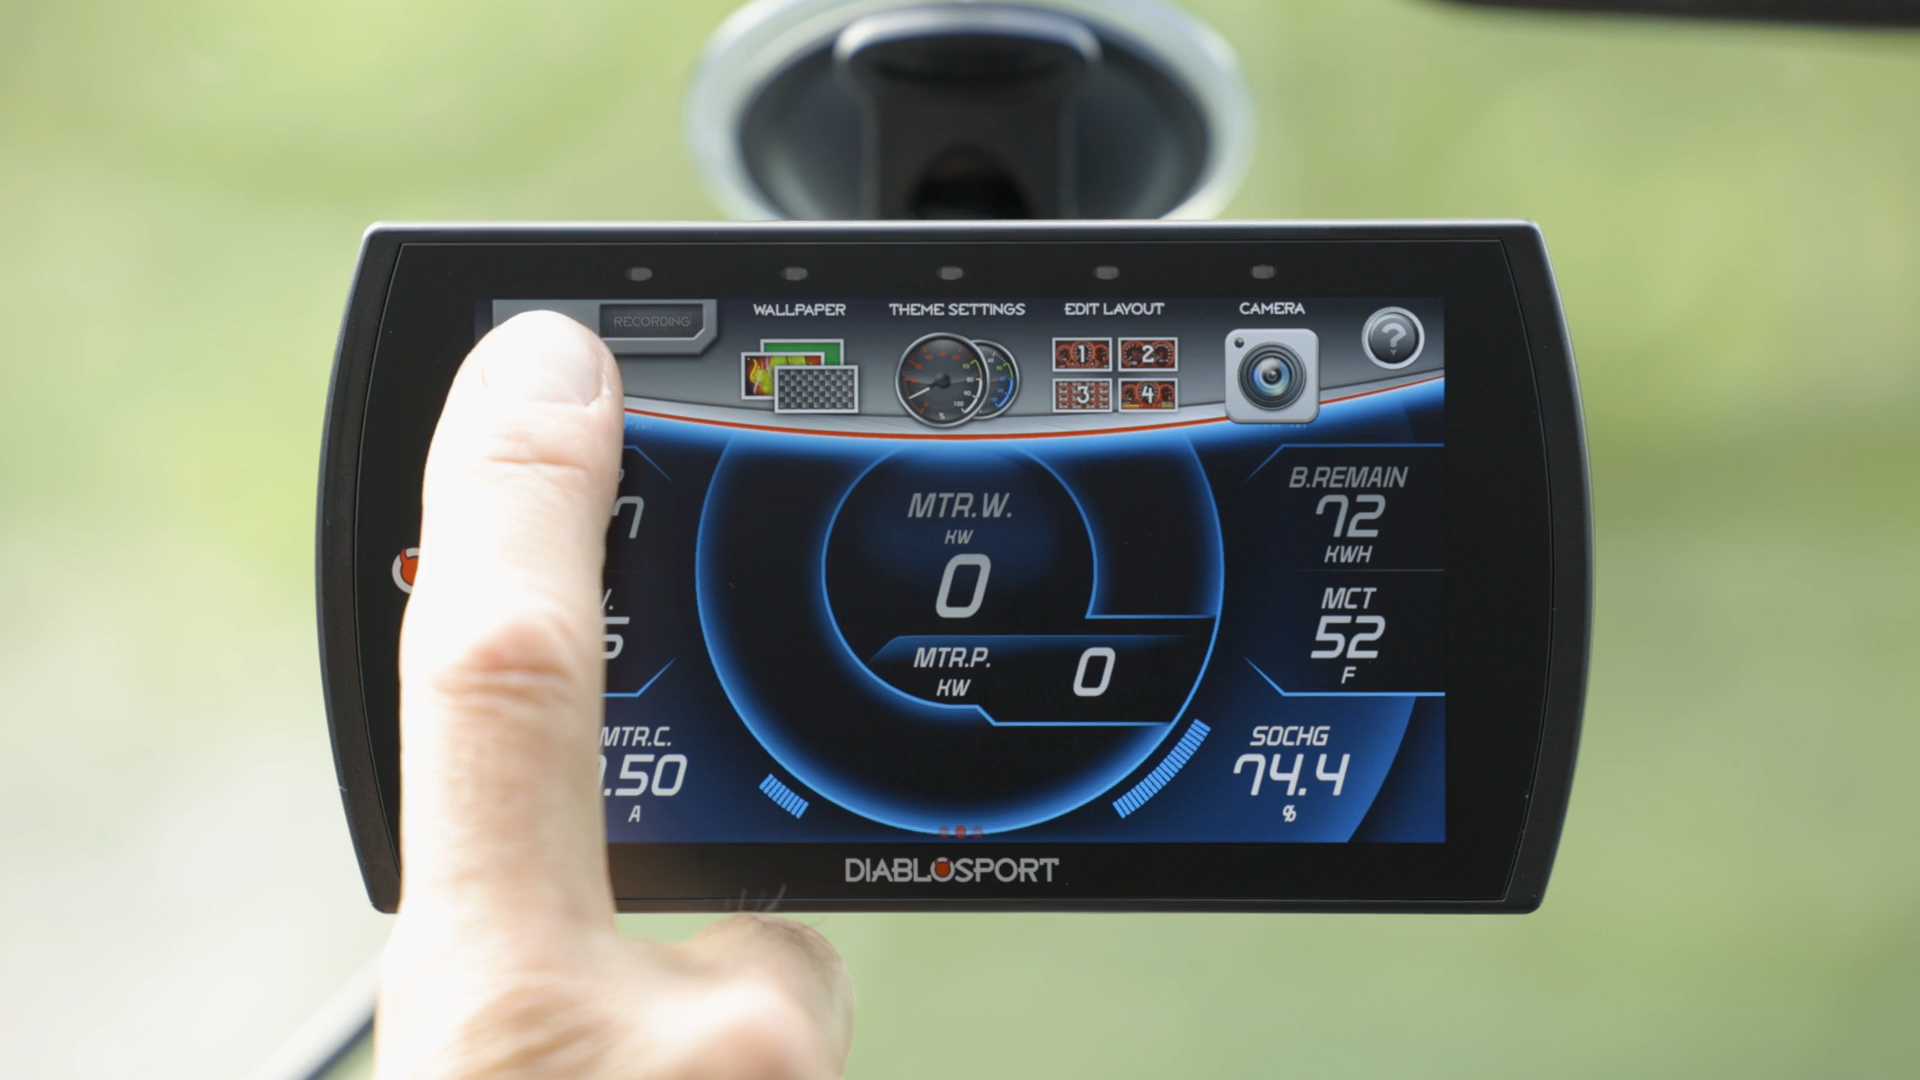 RECORDING
WALLPAPER
THEME SETTINGS
EDIT LAYOUT
CAMERA
?
1
2
3
4
100
MTR.W.
KW
0
MTR.P.
KW
0
B.REMAIN
72
KWH
MCT
52
F
MTR.C.
.50
A
SOCHG
74.4
%
DIABLOSPORT